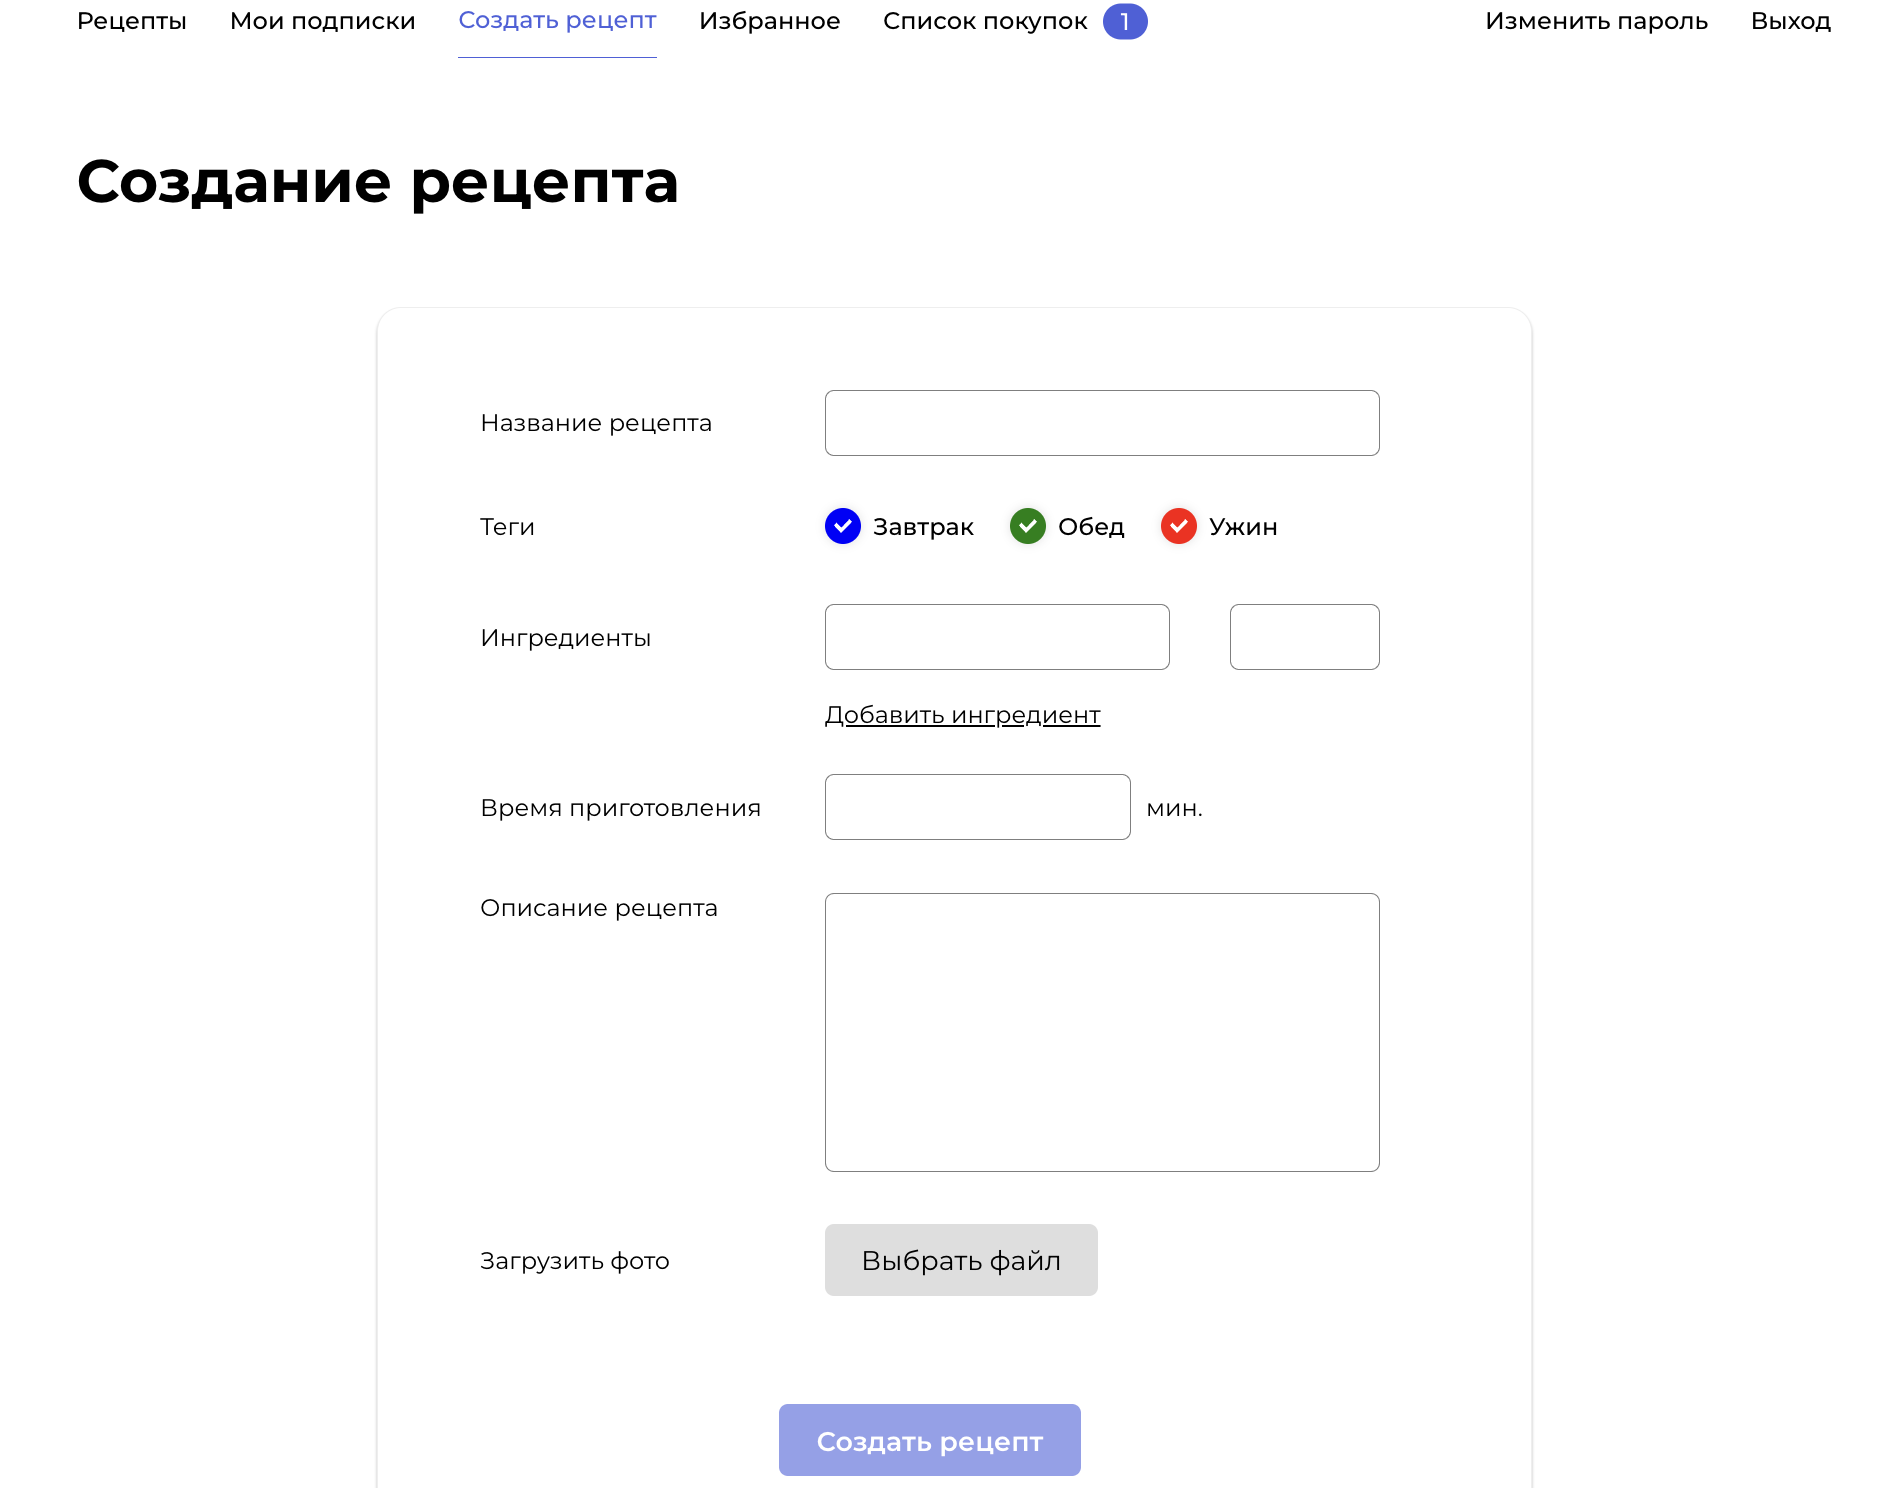 Рецепты Мои подписки Создать рецепт Избранное Список покупок 1 Изменить пароль Выход
Создание рецепта
Название рецепта
Теги Завтрак Обед Ужин
Ингредиенты
Добавить ингредиент
Время приготовления мин.
Описание рецепта
Загрузить фото Выбрать файл
Создать рецепт